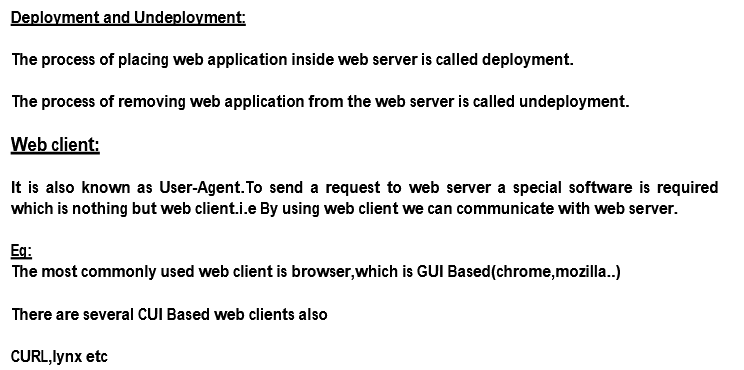 Deployment and Undeployment:
The process of placing web application inside web server is called deployment.
The process of removing web application from the web server is called undeployment.
Web client:
It is also known as User-Agent.To send a request to web server a special software is required
which is nothing but web client.i.e By using web client we can communicate with web server.
Eg:
The most commonly used web client is browser,which is GUI Based(chrome,mozilla..)
There are several CUI Based web clients also
CURL,lynx etc